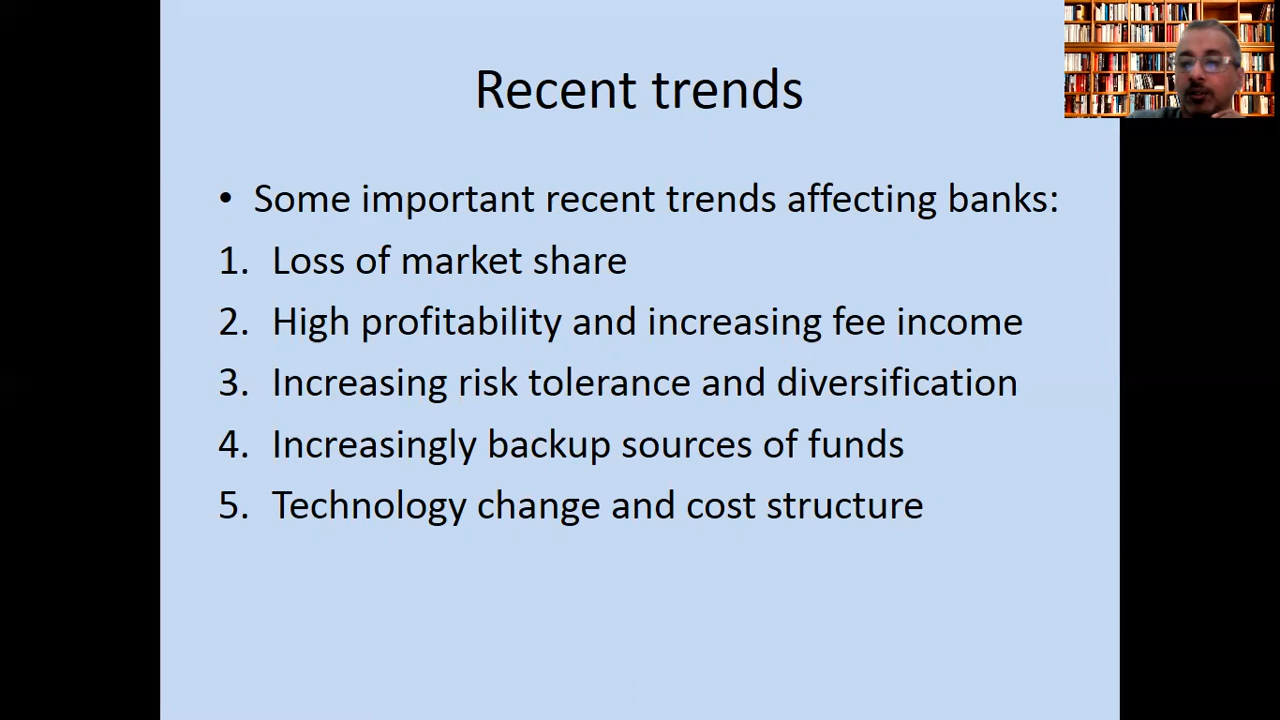 Recent trends
• Some important recent trends affecting banks:
1. Loss of market share
2. High profitability and increasing fee income
3. Increasing risk tolerance and diversification
4. Increasingly backup sources of funds
5. Technology change and cost structure